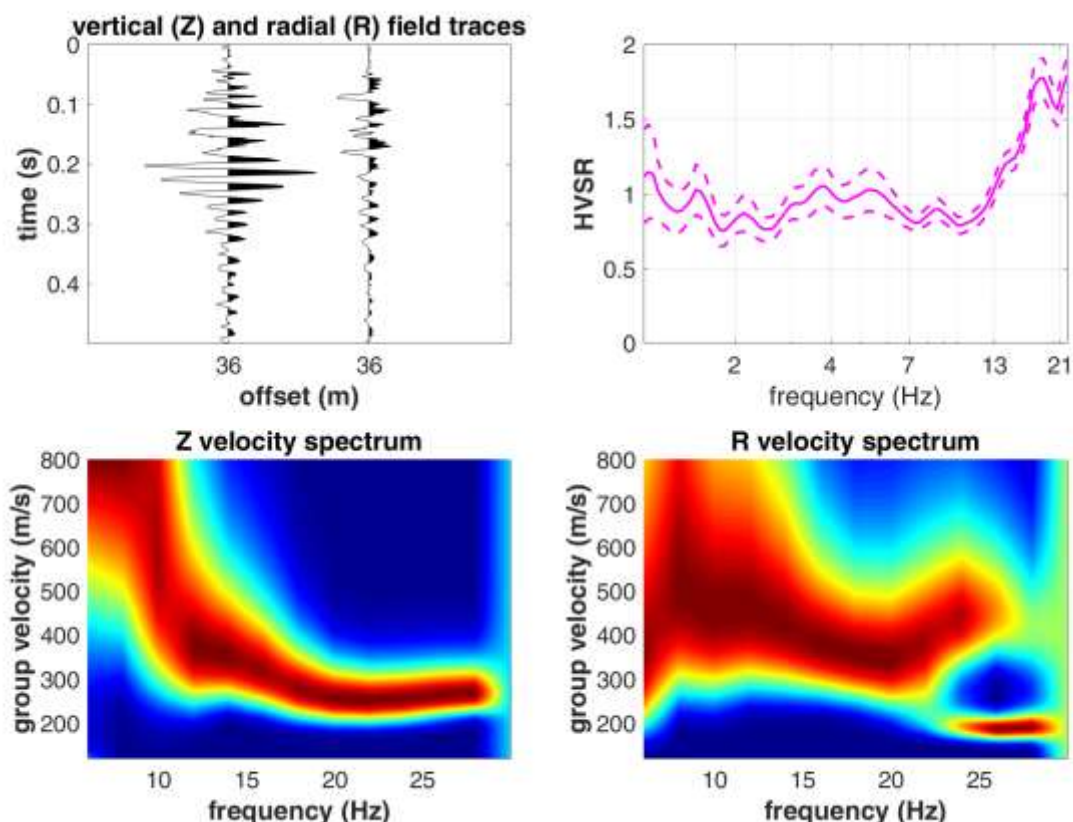 vertical (Z) and radial (R) field traces
time (s)
0
0.1
0.2
0.3
0.4
36 36
offset (m)
HVSR
2
1.5
1
0.5
0
2 4 7 13 21
frequency (Hz)
Z velocity spectrum
group velocity (m/s)
800
700
600
500
400
300
200
10 15 20 25
frequency (Hz)
R velocity spectrum
group velocity (m/s)
800
700
600
500
400
300
200
10 15 20 25
frequency (Hz)